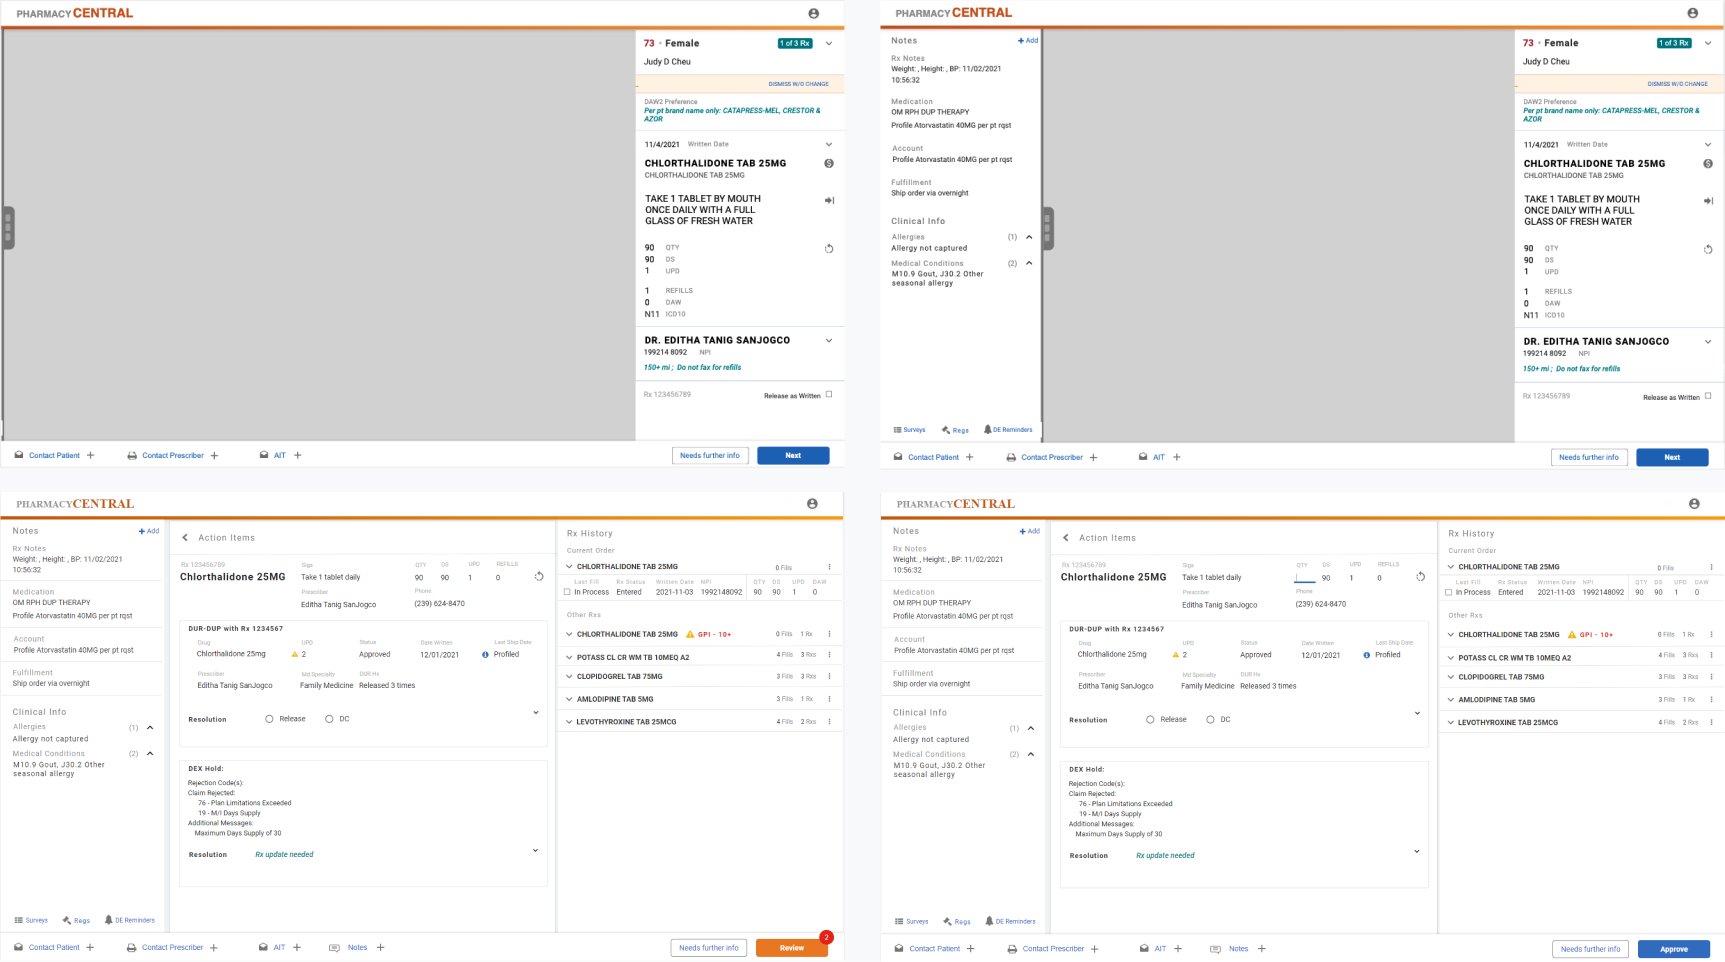 PHARMACY CENTRAL
73 - Female
1 of 3 Rx
Judy D Cheu
DISMISS W/O CHANGE
DAW2 Preference
Per pt brand name only: CATAPRESS-MEL, CRESTOR &
AZOR
11/4/2021 Written Date
CHLORTHALIDONE TAB 25MG
CHLORTHALIDONE TAB 25MG
TAKE 1 TABLET BY MOUTH
ONCE DAILY WITH A FULL
GLASS OF FRESH WATER
90 QTY
90 DS
1 UPD
1 REFILLS
0 DAW
N11 ICD10
DR. EDITHA TANIG SANJOGCO
199214 8092 NPI
150+ mi ; Do not fax for refills
Rx 123456789
Release as Written
Contact Patient +
Contact Prescriber +
AIT +
Needs further info
Next
PHARMACY CENTRAL
Notes
+ Add
Rx Notes
Weight: , Height: , BP: 11/02/2021
10:56:32
Medication
OM RPH DUP THERAPY
Profile Atorvastatin 40MG per pt rqst
Account
Profile Atorvastatin 40MG per pt rqst
Fulfillment
Ship order via overnight
Clinical Info
Allergies (1)
Allergy not captured
Medical Conditions (2)
M10.9 Gout, J30.2 Other
seasonal allergy
Surveys
Regs
DE Reminders
73 - Female
1 of 3 Rx
Judy D Cheu
DISMISS W/O CHANGE
DAW2 Preference
Per pt brand name only: CATAPRESS-MEL, CRESTOR &
AZOR
11/4/2021 Written Date
CHLORTHALIDONE TAB 25MG
CHLORTHALIDONE TAB 25MG
TAKE 1 TABLET BY MOUTH
ONCE DAILY WITH A FULL
GLASS OF FRESH WATER
90 QTY
90 DS
1 UPD
1 REFILLS
0 DAW
N11 ICD10
DR. EDITHA TANIG SANJOGCO
199214 8092 NPI
150+ mi ; Do not fax for refills
Rx 123456789
Release as Written
Contact Patient +
Contact Prescriber +
AIT +
Needs further info
Next
PHARMACYCENTRAL
Notes
+ Add
Rx Notes
Weight: , Height: , BP: 11/02/2021
10:56:32
Medication
OM RPH DUP THERAPY
Profile Atorvastatin 40MG per pt rqst
Account
Profile Atorvastatin 40MG per pt rqst
Fulfillment
Ship order via overnight
Clinical Info
Allergies (1)
Allergy not captured
Medical Conditions (2)
M10.9 Gout, J30.2 Other
seasonal allergy
Surveys
Regs
DE Reminders
Action Items
Rx 123456789 Sigs QTY DS UPD REFILLS
Chlorthalidone 25MG Take 1 tablet daily 90 90 1 0
Prescriber Phone
Editha Tanig SanJogco (239) 624-8470
DUR-DUP with Rx 1234567
Drug UPD Status Date Written Last Ship Date
Chlorthalidone 25mg 2 Approved 12/01/2021 Profiled
Prescriber Md Specialty DUR Hx
Editha Tanig SanJogco Family Medicine Released 3 times
Resolution Release DC
DEX Hold:
Rejection Code(s):
Claim Rejected:
76 - Plan Limitations Exceeded
19 - M/I Days Supply
Additional Messages:
Maximum Days Supply of 30
Resolution Rx update needed
Rx History
Current Order
CHLORTHALIDONE TAB 25MG 0 Fills
Last Fill Rx Status Written Date NPI QTY DS UPD DAW
In Process Entered 2021-11-03 1992148092 90 90 1 0
Other Rxs
CHLORTHALIDONE TAB 25MG GPI - 10+ 0 Fills 1 Rx
POTASS CL CR WM TB 10MEQ A2 4 Fills 3 Rxs
CLOPIDOGREL TAB 75MG 3 Fills 3 Rxs
AMLODIPINE TAB 5MG 3 Fills 1 Rx
LEVOTHYROXINE TAB 25MCG 4 Fills 2 Rxs
Contact Patient +
Contact Prescriber +
AIT +
Notes +
Needs further info
Review
2
PHARMACYCENTRAL
Notes
+ Add
Rx Notes
Weight: , Height: , BP: 11/02/2021
10:56:32
Medication
OM RPH DUP THERAPY
Profile Atorvastatin 40MG per pt rqst
Account
Profile Atorvastatin 40MG per pt rqst
Fulfillment
Ship order via overnight
Clinical Info
Allergies (1)
Allergy not captured
Medical Conditions (2)
M10.9 Gout, J30.2 Other
seasonal allergy
Surveys
Regs
DE Reminders
Action Items
Rx 123456789 Sigs QTY DS UPD REFILLS
Chlorthalidone 25MG Take 1 tablet daily 90 1 0
Prescriber Phone
Editha Tanig SanJogco (239) 624-8470
DUR-DUP with Rx 1234567
Drug UPD Status Date Written Last Ship Date
Chlorthalidone 25mg 2 Approved 12/01/2021 Profiled
Prescriber Md Specialty DUR Hx
Editha Tanig SanJogco Family Medicine Released 3 times
Resolution Release DC
DEX Hold:
Rejection Code(s):
Claim Rejected:
76 - Plan Limitations Exceeded
19 - M/I Days Supply
Additional Messages:
Maximum Days Supply of 30
Resolution Rx update needed
Rx History
Current Order
CHLORTHALIDONE TAB 25MG 0 Fills
Last Fill Rx Status Written Date NPI QTY DS UPD DAW
In Process Entered 2021-11-03 1992148092 90 90 1 0
Other Rxs
CHLORTHALIDONE TAB 25MG GPI - 10+ 0 Fills 1 Rx
POTASS CL CR WM TB 10MEQ A2 4 Fills 3 Rxs
CLOPIDOGREL TAB 75MG 3 Fills 3 Rxs
AMLODIPINE TAB 5MG 3 Fills 1 Rx
LEVOTHYROXINE TAB 25MCG 4 Fills 2 Rxs
Contact Patient +
Contact Prescriber +
AIT +
Notes +
Needs further info
Approve